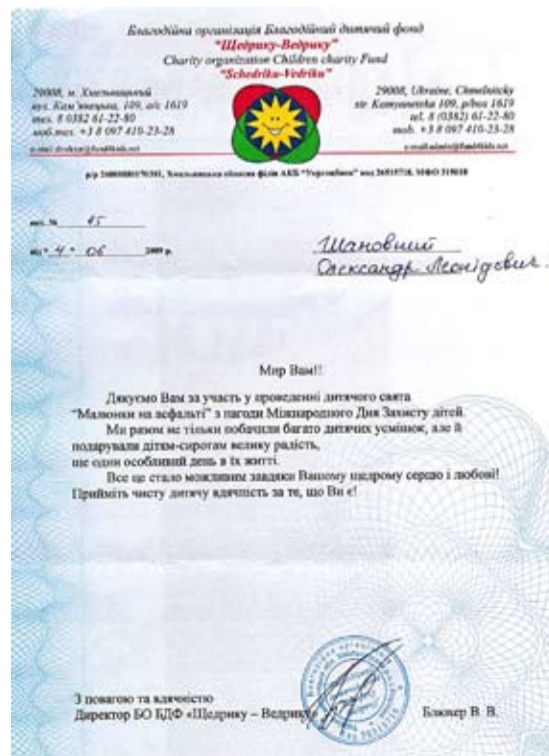 Благодійна організація Благодійний дитячий фонд
"Щедрику-Ведрику"
Charity organization Children charity Fund
"Schedriku-Vedriku"
29000, м. Хмельницький
вул. Кам'янецька, 109, а/с 1619
тел. 8 0382 61-22-80
моб.тел. +3 8 097 410-23-28
29000, Ukraine, Chmelnitcky
str Kamyanetska 109, p/box 1619
tel. 8 (0382) 61-22-80
mob. +3 8 097 410-23-28
вих. № 45
від "4" 06 2009 р.
Шановний
Олександр Леонідович.
Мир Вам!!
Дякуємо Вам за участь у проведенні дитячого свята
"Малюнки на асфальті" з нагоди Міжнародного Дня Захисту дітей.
Ми разом не тільки побачили багато дитячих усмішок, але й
подарували дітям-сиротам велику радість,
ще один особливий день в їх житті.
Все це стало можливим завдяки Вашому щедрому серцю і любові!
Прийміть чисту дитячу вдячність за те, що Ви є!
З повагою та вдячністю
Директор БО БДФ «Щедрику – Ведрику»
Блюхер В. В.